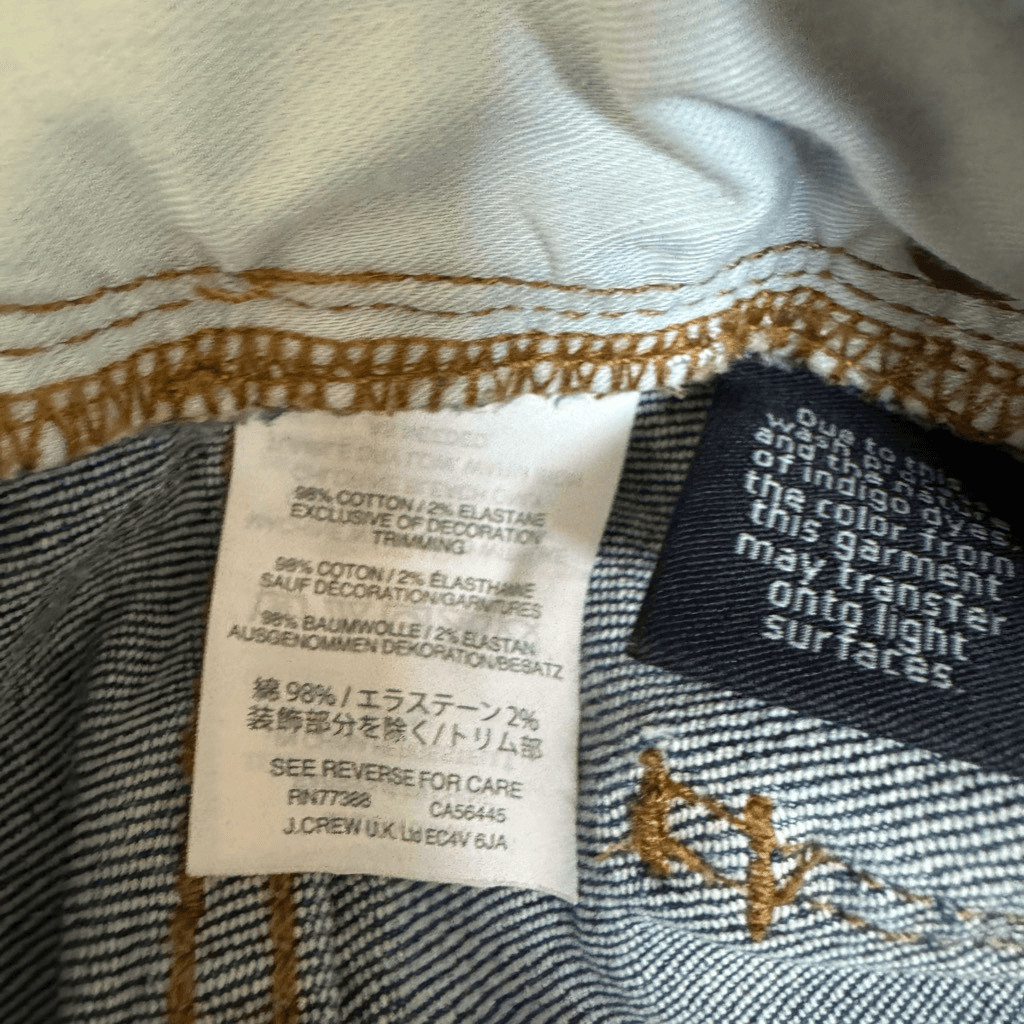 98% COTTON / 2% ELASTANE
EXCLUSIVE OF DECORATION
TRIMMING
98% COTON / 2% ÉLASTHANNE
SAUF DÉCORATION/GARNITURES
98% BAUMWOLLE / 2% ELASTAN
AUSGENOMMEN DEKORATION/BESATZ
綿 98% / エラステーン 2%
装飾部分を除く/トリム部
SEE REVERSE FOR CARE
RN77388 CA56445
J.CREW U.K. Ltd EC4V 6JA
Due to this
wash process
and the nature
of indigo dyes,
the color from
this garment
may transfer
onto light
surfaces.